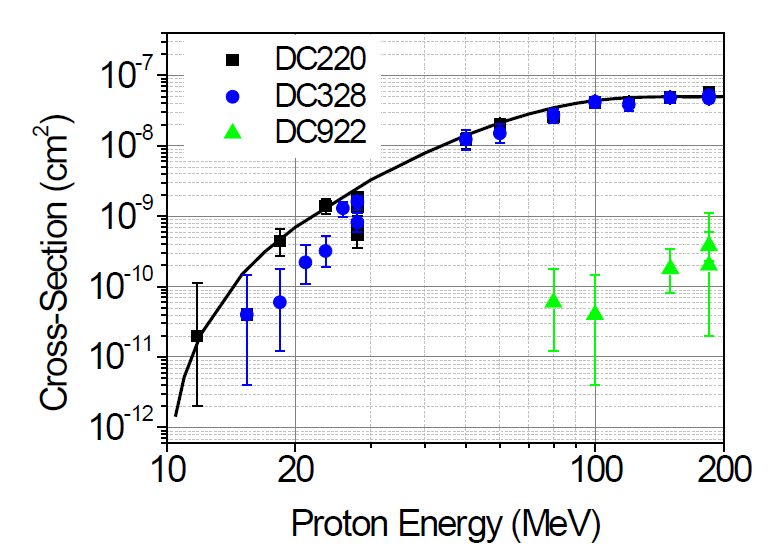 DC220
DC328
DC922
10⁻⁷
10⁻⁸
10⁻⁹
10⁻¹⁰
10⁻¹¹
10⁻¹²
Cross-Section (cm²)
10 20 100 200
Proton Energy (MeV)